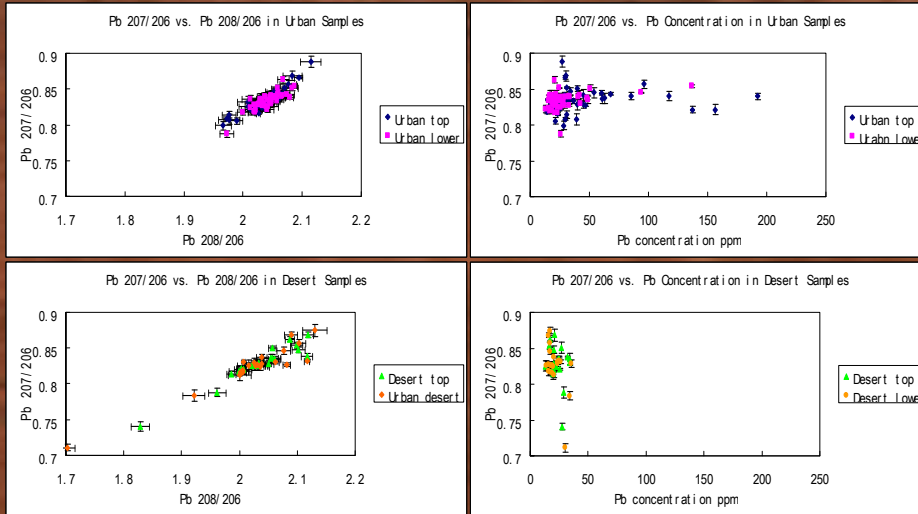 Pb 207/206 vs. Pb 208/206 in Urban Samples
0.9
0.85
0.8
0.75
0.7
Pb 207/206
1.7 1.8 1.9 2 2.1 2.2
Pb 208/206
Urban top
Urban lower
Pb 207/206 vs. Pb Concentration in Urban Samples
0.9
0.85
0.8
0.75
0.7
Pb 207/206
0 50 100 150 200 250
Pb concentration ppm
Urban top
Urabn lower
Pb 207/206 vs. Pb 208/206 in Desert Samples
0.9
0.85
0.8
0.75
0.7
Pb 207/206
1.7 1.8 1.9 2 2.1 2.2
Pb 208/206
Desert top
Urban desert
Pb 207/206 vs. Pb Concentration in Desert Samples
0.9
0.85
0.8
0.75
0.7
Pb 207/206
0 50 100 150 200 250
Pb concentration ppm
Desert top
Desert lower